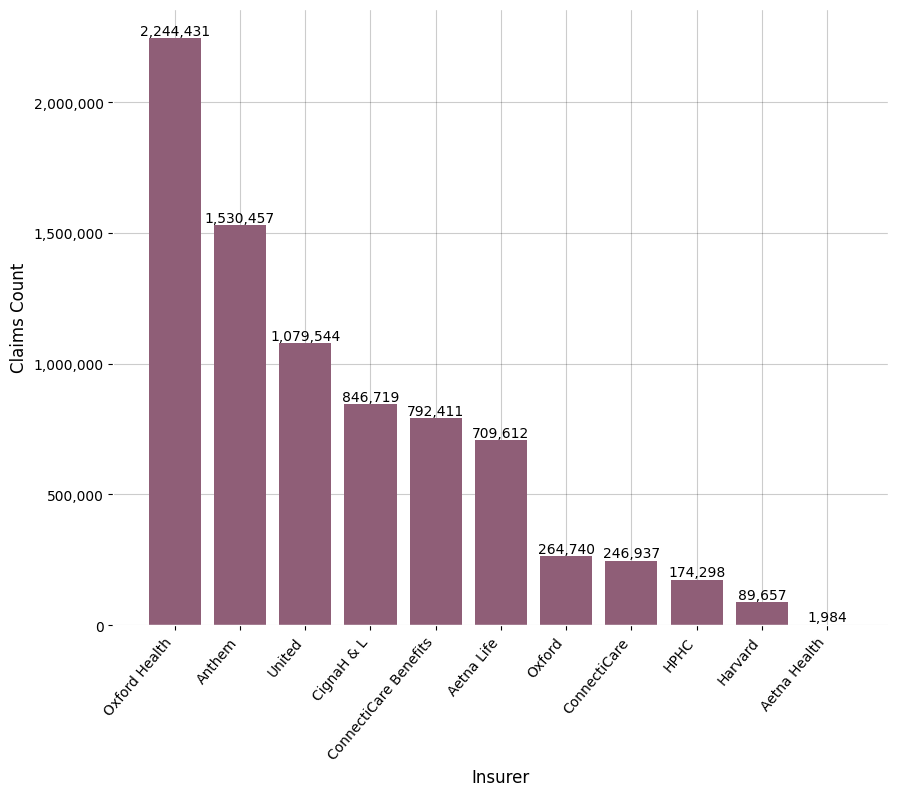 2,244,431
2,000,000
1,530,457
1,500,000
1,079,544
1,000,000
846,719
792,411
709,612
500,000
264,740
246,937
174,298
89,657
1,984
0
Claims Count
Oxford Health
Anthem
United
CignaH & L
ConnectiCare Benefits
Aetna Life
Oxford
ConnectiCare
HPHC
Harvard
Aetna Health
Insurer